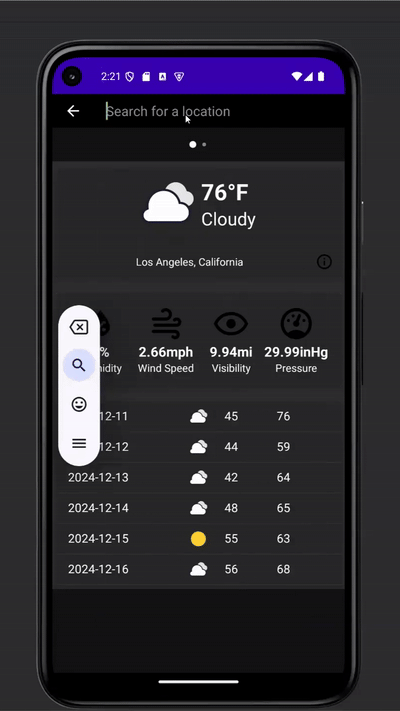 2:21
Search for a location
76°F
Cloudy
Los Angeles, California
% 2.66mph 9.94mi 29.99inHg
Wind Speed Visibility Pressure
12-11 45 76
12-12 44 59
2024-12-13 42 64
2024-12-14 48 65
2024-12-15 55 63
2024-12-16 56 68